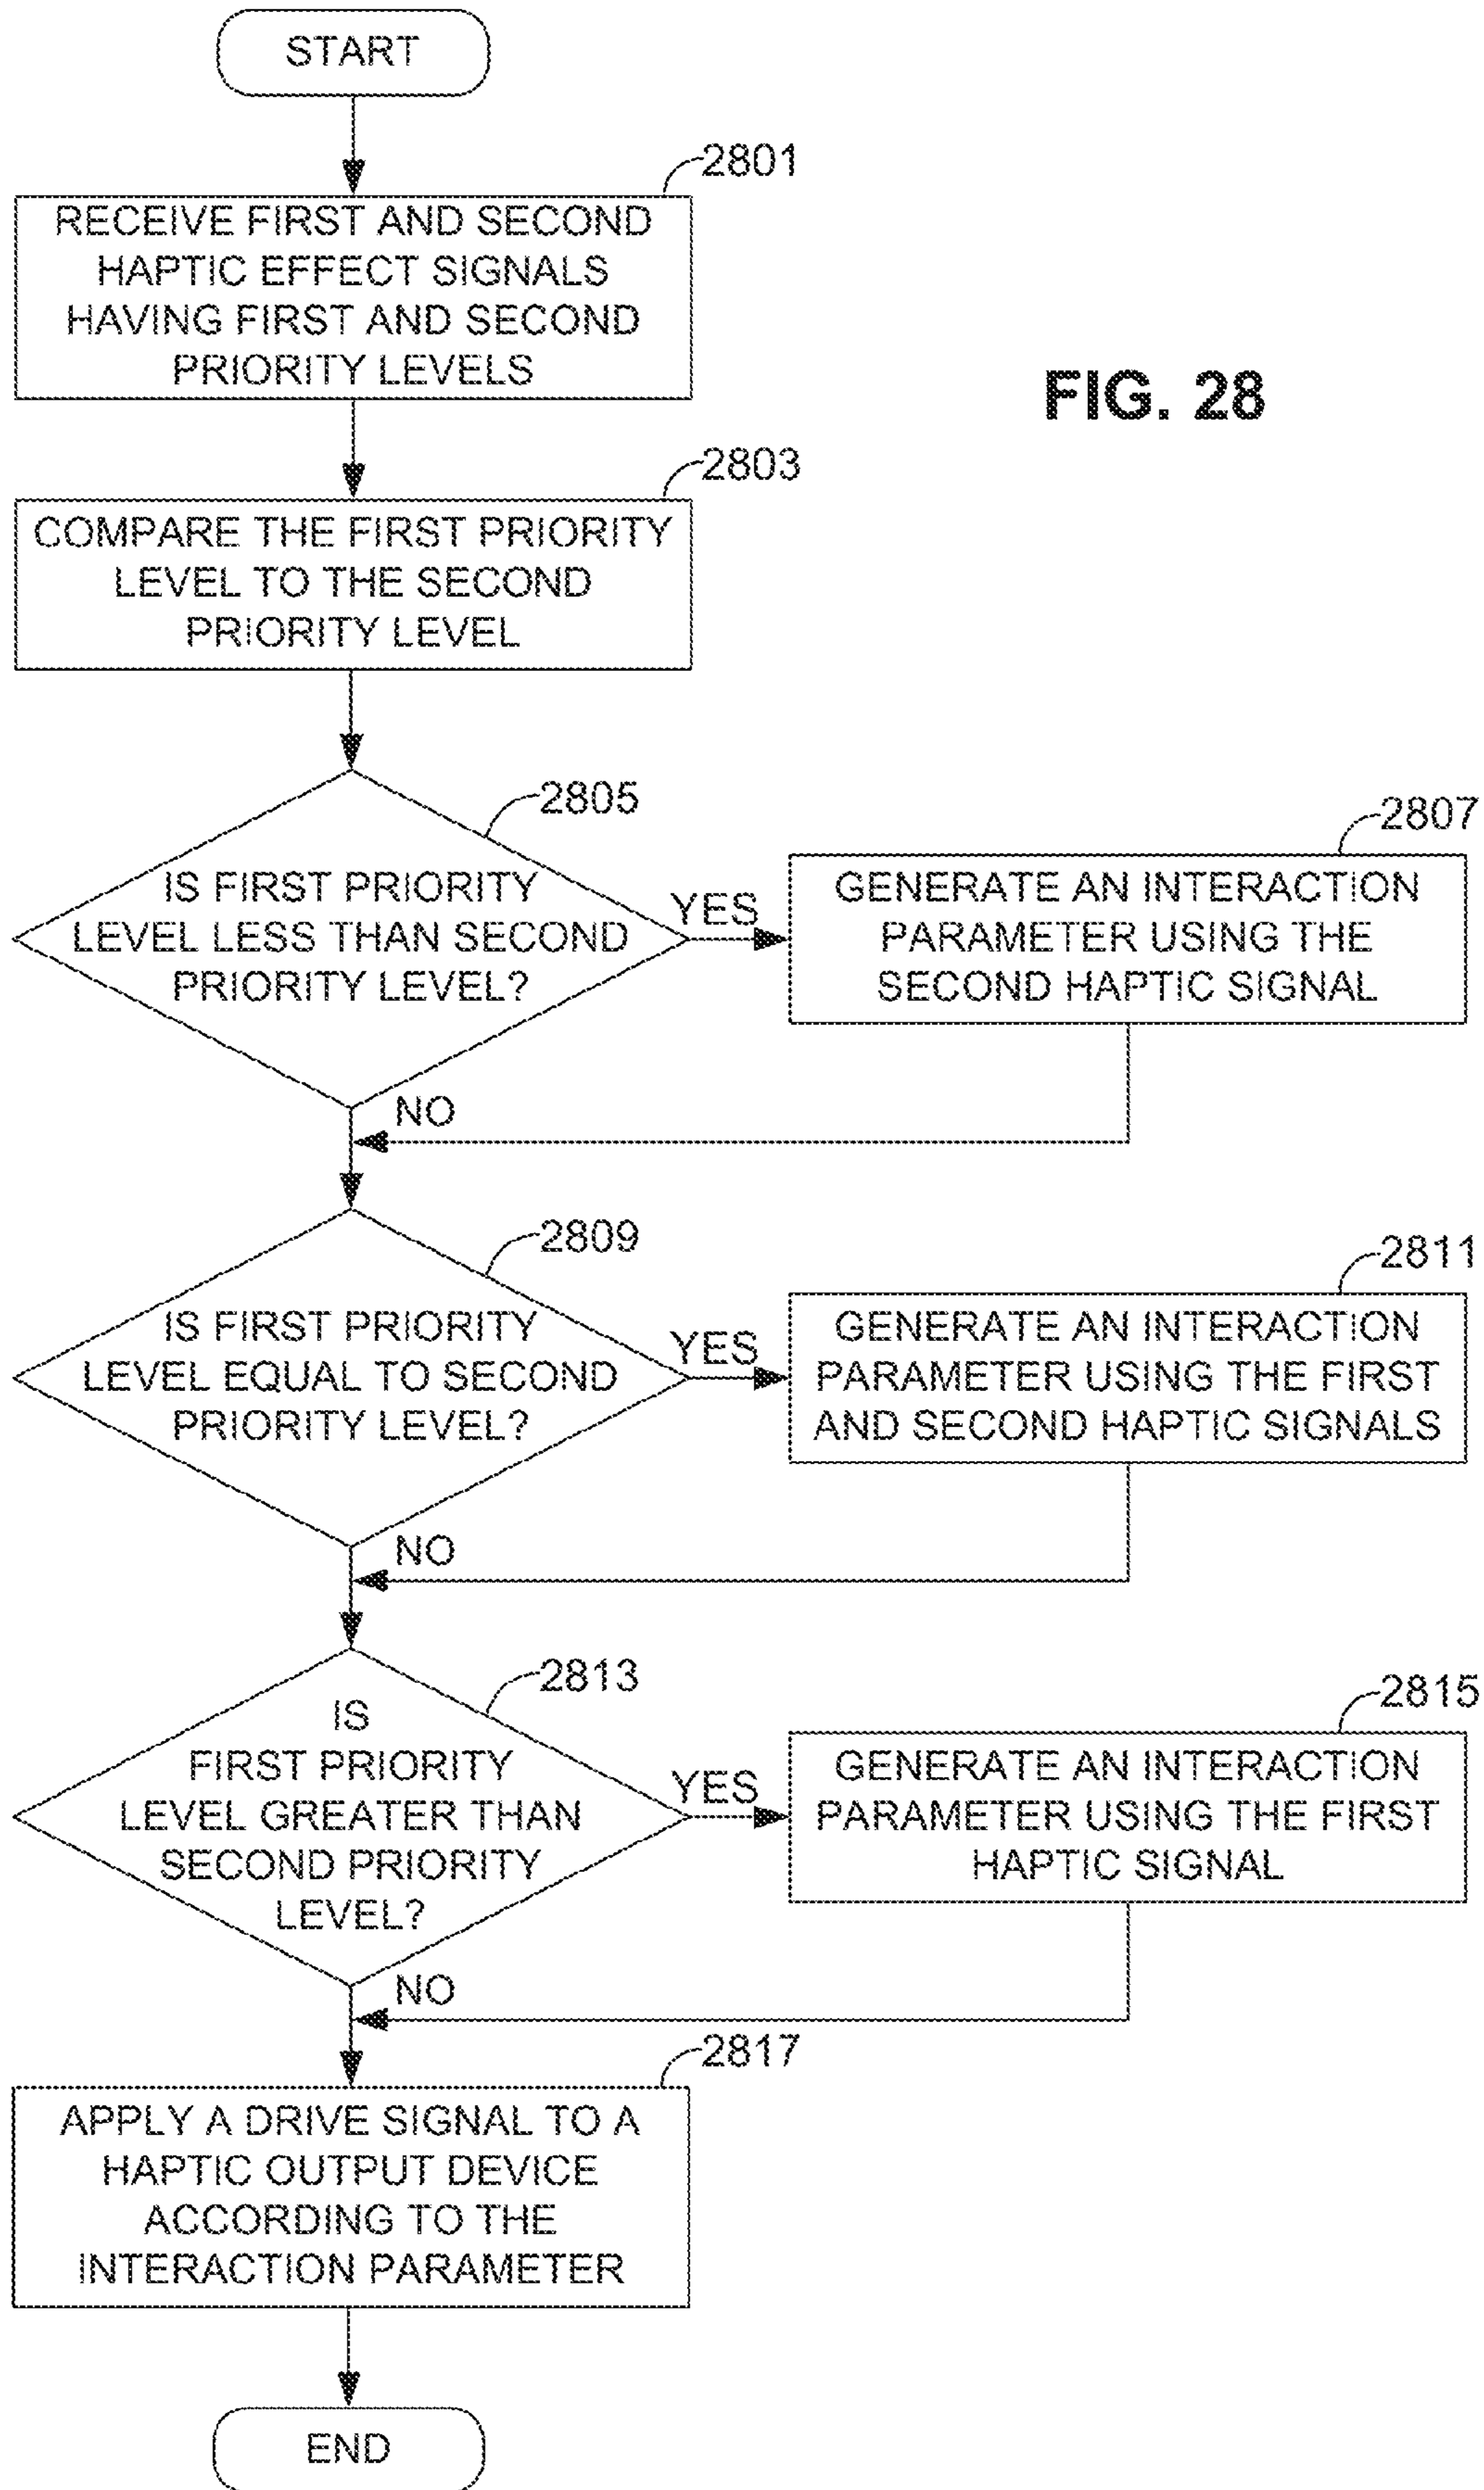 START
2801
RECEIVE FIRST AND SECOND
HAPTIC EFFECT SIGNALS
HAVING FIRST AND SECOND
PRIORITY LEVELS
FIG. 28
2803
COMPARE THE FIRST PRIORITY
LEVEL TO THE SECOND
PRIORITY LEVEL
2805
IS FIRST PRIORITY
LEVEL LESS THAN SECOND
PRIORITY LEVEL?
YES
2807
GENERATE AN INTERACTION
PARAMETER USING THE
SECOND HAPTIC SIGNAL
NO
2809
IS FIRST PRIORITY
LEVEL EQUAL TO SECOND
PRIORITY LEVEL?
YES
2811
GENERATE AN INTERACTION
PARAMETER USING THE FIRST
AND SECOND HAPTIC SIGNALS
NO
2813
IS
FIRST PRIORITY
LEVEL GREATER THAN
SECOND PRIORITY
LEVEL?
YES
2815
GENERATE AN INTERACTION
PARAMETER USING THE FIRST
HAPTIC SIGNAL
NO
2817
APPLY A DRIVE SIGNAL TO A
HAPTIC OUTPUT DEVICE
ACCORDING TO THE
INTERACTION PARAMETER
END